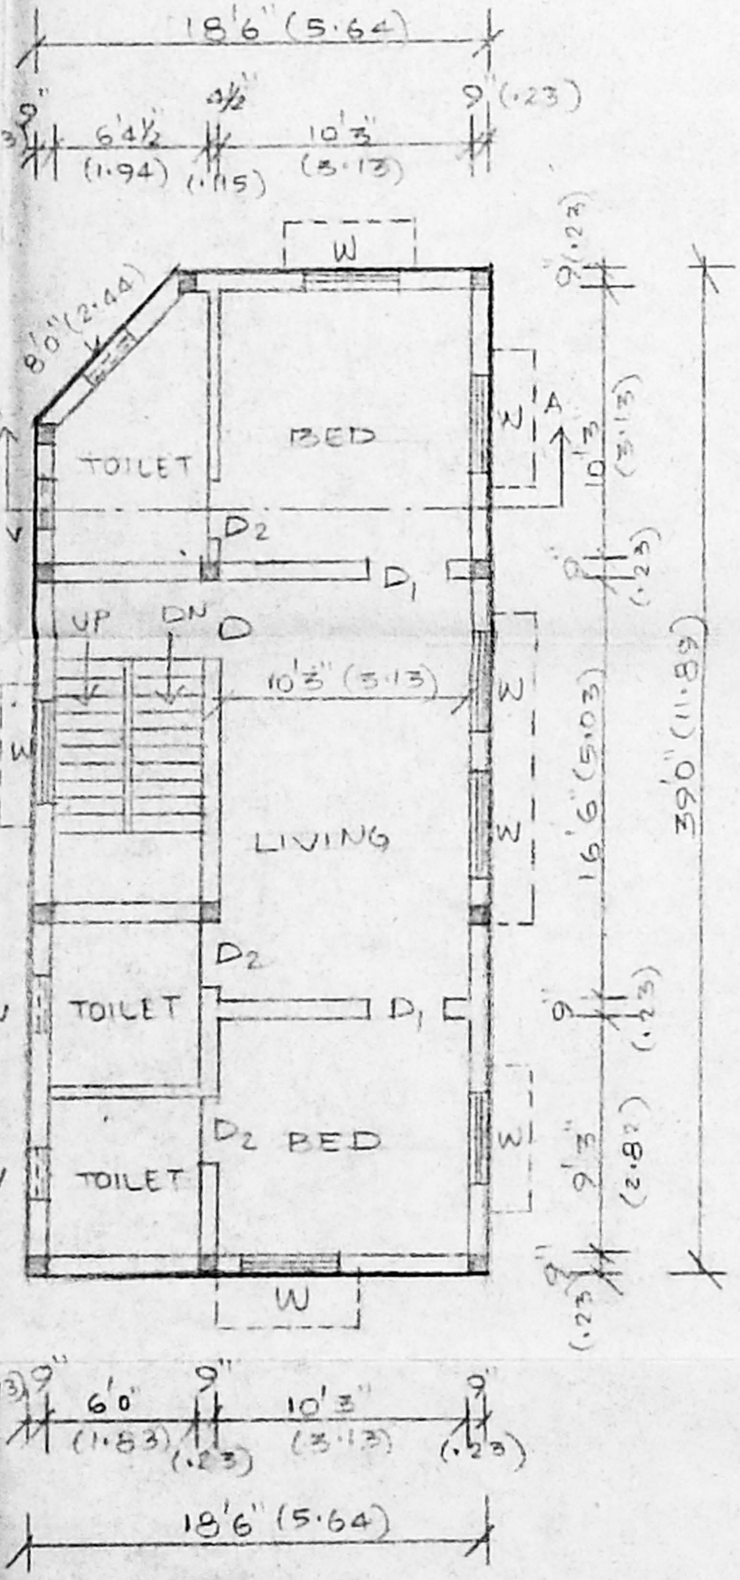 18'6" (5.64)
9" 6'4½" 4½" 10'3" 9" (.23)
(1.94) (.115) (3.13)
W
9" (.23)
8'0" (2.44)
V
BED
W
A
10'3" (3.13)
TOILET
D2
D1
9" (.23)
UP DN D
10'3" (3.13)
W
W
16'6" (5.03)
39'0" (11.89)
LIVING
W
D2
TOILET
D1
9" (.23)
D2 BED
W
9'3" (2.82)
TOILET
9" (.23)
W
9" 6'0" 9" 10'3" 9"
(1.83) (.23) (3.13) (.23)
18'6" (5.64)